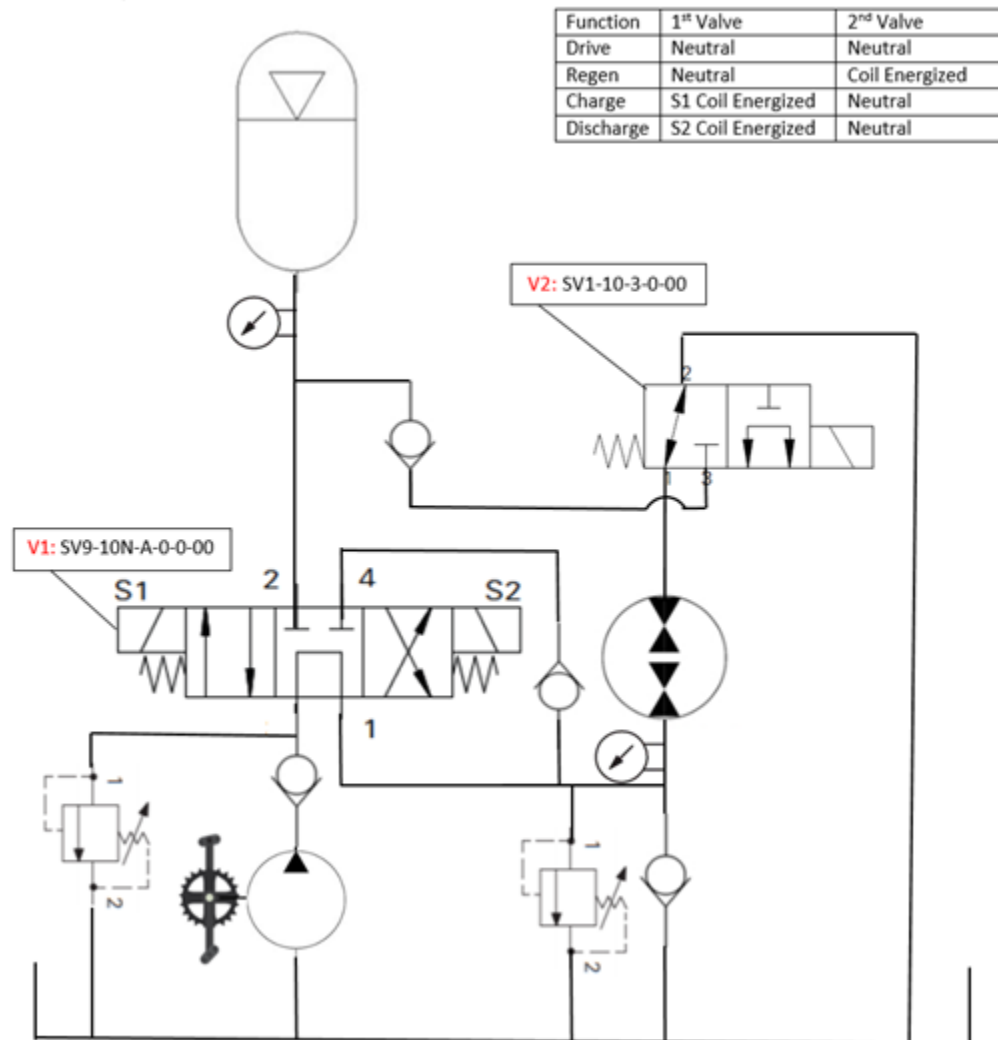 Function 1st Valve 2nd Valve
Drive Neutral Neutral
Regen Neutral Coil Energized
Charge S1 Coil Energized Neutral
Discharge S2 Coil Energized Neutral
V2: SV1-10-3-0-00
2
1 3
V1: SV9-10N-A-0-0-00
S1 2 4 S2
1
1
2
1
2